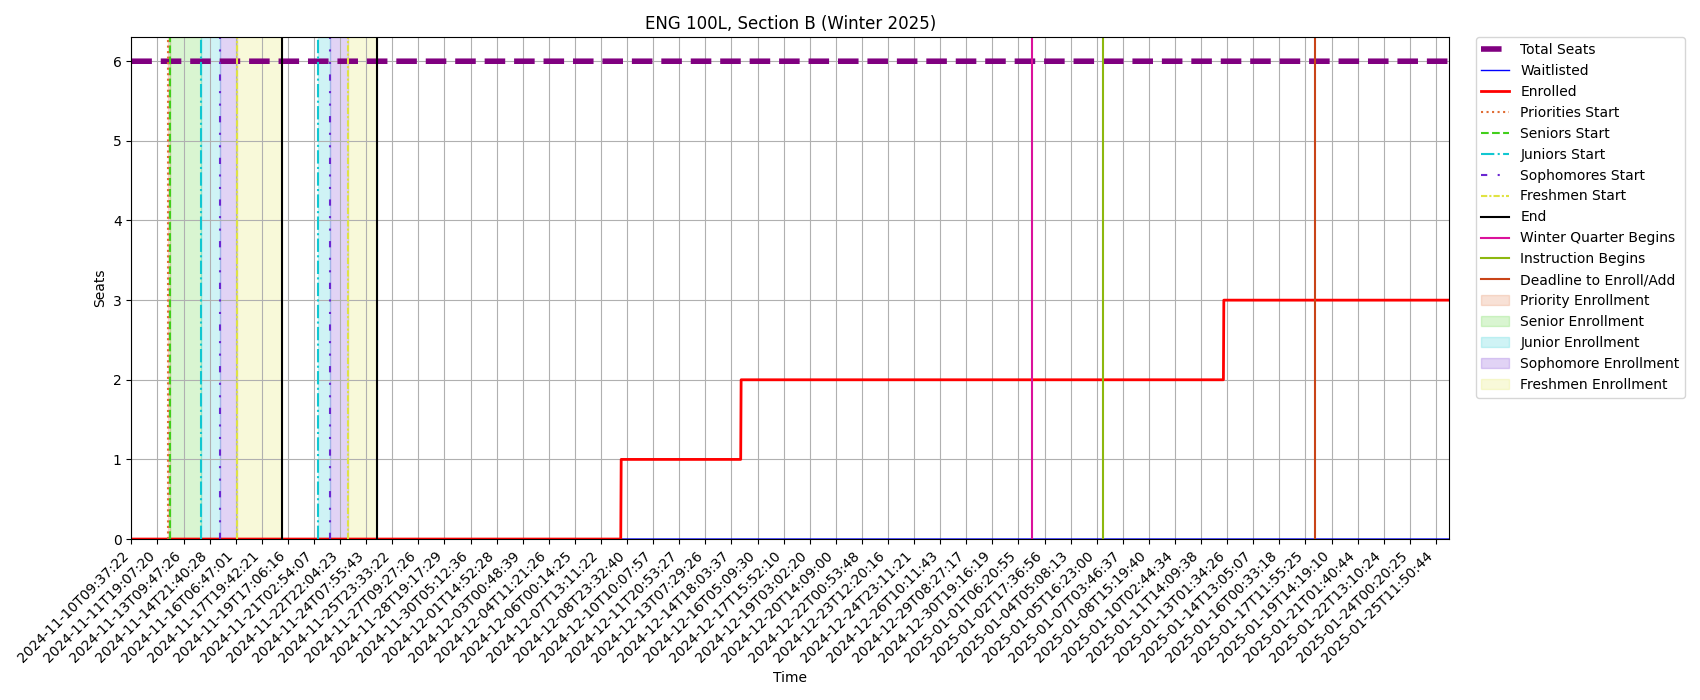 ENG 100L, Section B (Winter 2025)
Seats
6
5
4
3
2
1
0
2024-11-10T09:37:22
2024-11-11T19:07:20
2024-11-13T09:47:26
2024-11-14T21:40:28
2024-11-16T06:47:01
2024-11-17T19:42:21
2024-11-19T17:06:16
2024-11-21T02:54:07
2024-11-22T22:04:23
2024-11-24T07:55:43
2024-11-25T23:33:22
2024-11-27T09:27:26
2024-11-28T19:17:29
2024-11-30T05:12:36
2024-12-01T14:52:28
2024-12-03T00:48:39
2024-12-04T11:21:26
2024-12-06T00:14:25
2024-12-07T13:11:22
2024-12-08T23:32:40
2024-12-10T10:07:57
2024-12-11T20:53:27
2024-12-13T07:29:26
2024-12-14T18:03:37
2024-12-16T05:09:30
2024-12-17T15:52:10
2024-12-19T03:02:20
2024-12-20T14:09:00
2024-12-22T00:53:48
2024-12-23T12:20:16
2024-12-24T23:11:21
2024-12-26T10:11:43
2024-12-29T08:27:17
2024-12-30T19:16:19
2025-01-01T06:20:55
2025-01-02T17:36:56
2025-01-04T05:08:13
2025-01-05T16:23:00
2025-01-07T03:46:37
2025-01-08T15:19:40
2025-01-10T02:44:34
2025-01-11T14:09:38
2025-01-13T01:34:26
2025-01-14T13:05:07
2025-01-16T00:33:18
2025-01-17T11:55:25
2025-01-19T14:19:10
2025-01-21T01:40:44
2025-01-22T13:10:24
2025-01-24T00:20:25
2025-01-25T11:50:44
Time
Total Seats
Waitlisted
Enrolled
Priorities Start
Seniors Start
Juniors Start
Sophomores Start
Freshmen Start
End
Winter Quarter Begins
Instruction Begins
Deadline to Enroll/Add
Priority Enrollment
Senior Enrollment
Junior Enrollment
Sophomore Enrollment
Freshmen Enrollment